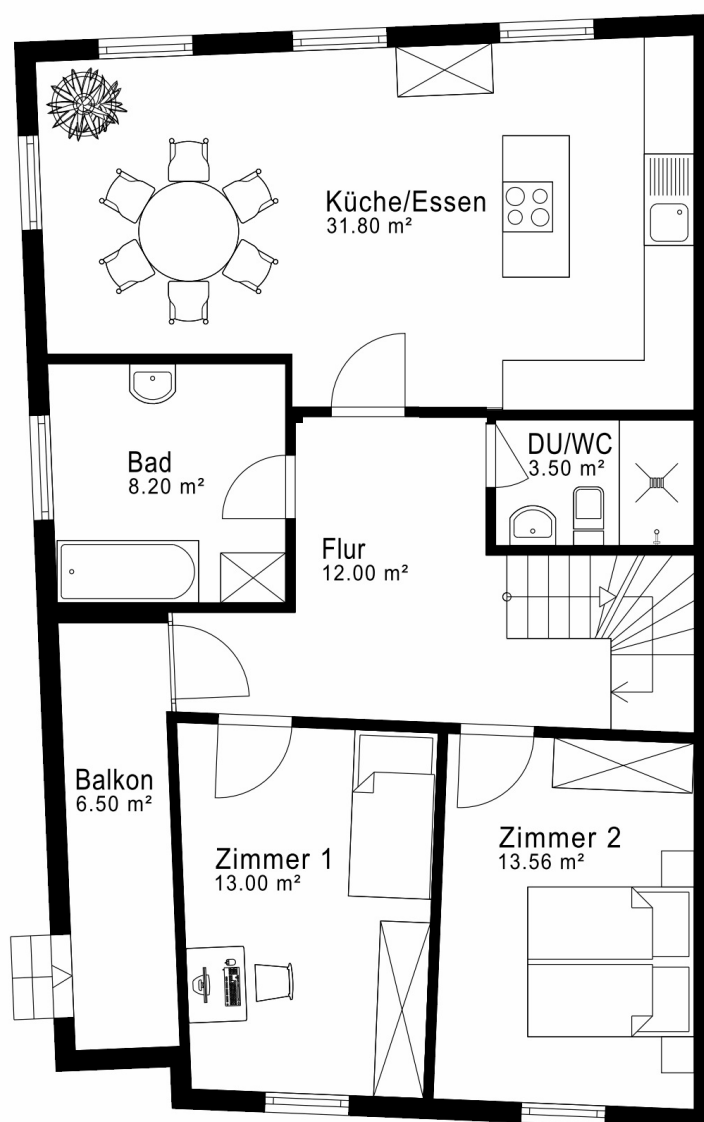 Küche/Essen
31.80 m²
DU/WC
3.50 m²
Bad
8.20 m²
Flur
12.00 m²
Balkon
6.50 m²
Zimmer 1
13.00 m²
Zimmer 2
13.56 m²